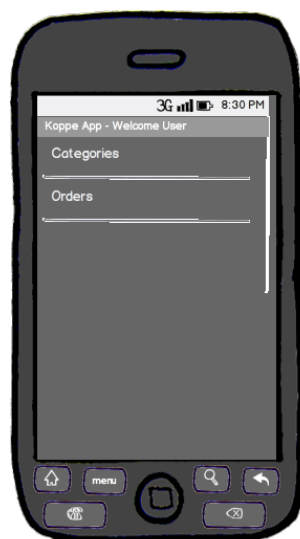 3G 8:30 PM
Koppe App - Welcome User
Categories
Orders
menu